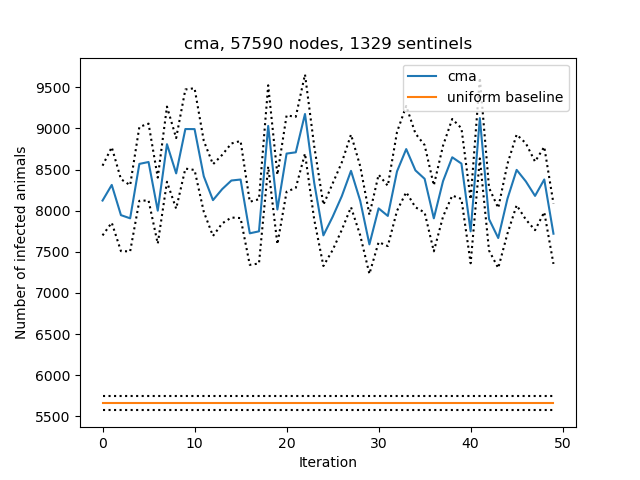 cma, 57590 nodes, 1329 sentinels
cma
uniform baseline
Number of infected animals
9500
9000
8500
8000
7500
7000
6500
6000
5500
0 10 20 30 40 50
Iteration